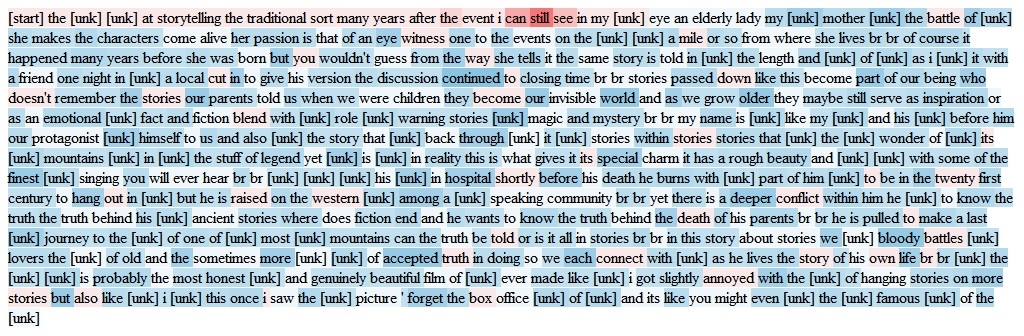 [start] the [unk] [unk] at storytelling the traditional sort many years after the event i can still see in my [unk] eye an elderly lady my [unk] mother [unk] the battle of [unk]
she makes the characters come alive her passion is that of an eye witness one to the events on the [unk] [unk] a mile or so from where she lives br br of course it
happened many years before she was born but you wouldn't guess from the way she tells it the same story is told in [unk] the length and [unk] of [unk] as i [unk] it with
a friend one night in [unk] a local cut in to give his version the discussion continued to closing time br br stories passed down like this become part of our being who
doesn't remember the stories our parents told us when we were children they become our invisible world and as we grow older they maybe still serve as inspiration or
as an emotional [unk] fact and fiction blend with [unk] role [unk] warning stories [unk] magic and mystery br br my name is [unk] like my [unk] and his [unk] before him
our protagonist [unk] himself to us and also [unk] the story that [unk] back through [unk] it [unk] stories within stories stories that [unk] the [unk] wonder of [unk] its
[unk] mountains [unk] in [unk] the stuff of legend yet [unk] is [unk] in reality this is what gives it its special charm it has a rough beauty and [unk] with some of the
finest [unk] singing you will ever hear br br [unk] [unk] [unk] his [unk] in hospital shortly before his death he burns with [unk] part of him [unk] to be in the twenty first
century to hang out in [unk] but he is raised on the western [unk] among a [unk] speaking community br br yet there is a deeper conflict within him he [unk] to know the
truth the truth behind his [unk] ancient stories where does fiction end and he wants to know the truth behind the death of his parents br br he is pulled to make a last
[unk] journey to the [unk] of one of [unk] most [unk] mountains can the truth be told or is it all in stories br br in this story about stories we [unk] bloody battles [unk]
lovers the [unk] of old and the sometimes more [unk] [unk] of accepted truth in doing so we each connect with [unk] as he lives the story of his own life br br [unk] the
[unk] [unk] is probably the most honest [unk] and genuinely beautiful film of [unk] ever made like [unk] i got slightly annoyed with the [unk] of hanging stories on more
stories but also like [unk] i [unk] this once i saw the [unk] picture ' forget the box office [unk] of [unk] and its like you might even [unk] the [unk] famous [unk] of the
[unk]